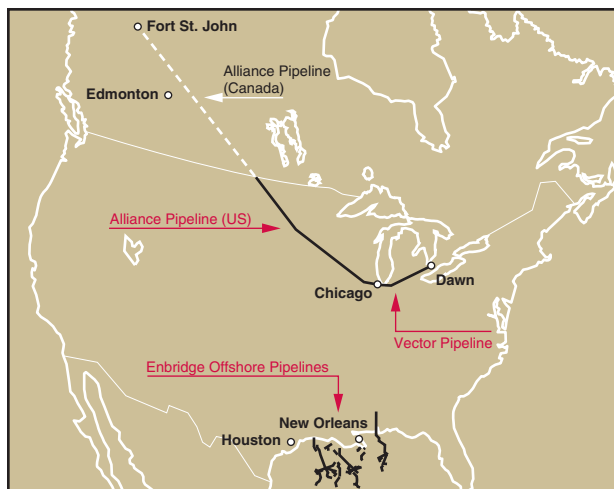 Fort St. John
Alliance Pipeline
(Canada)
Edmonton
Alliance Pipeline (US)
Chicago
Dawn
Vector Pipeline
Enbridge Offshore Pipelines
New Orleans
Houston